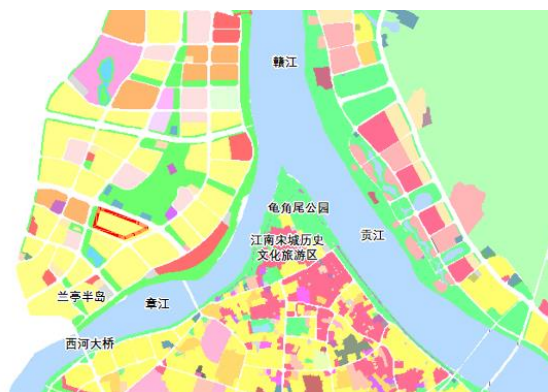 赣江
龟角尾公园
江南宋城历史
文化旅游区
贡江
兰亭半岛
章江
西河大桥